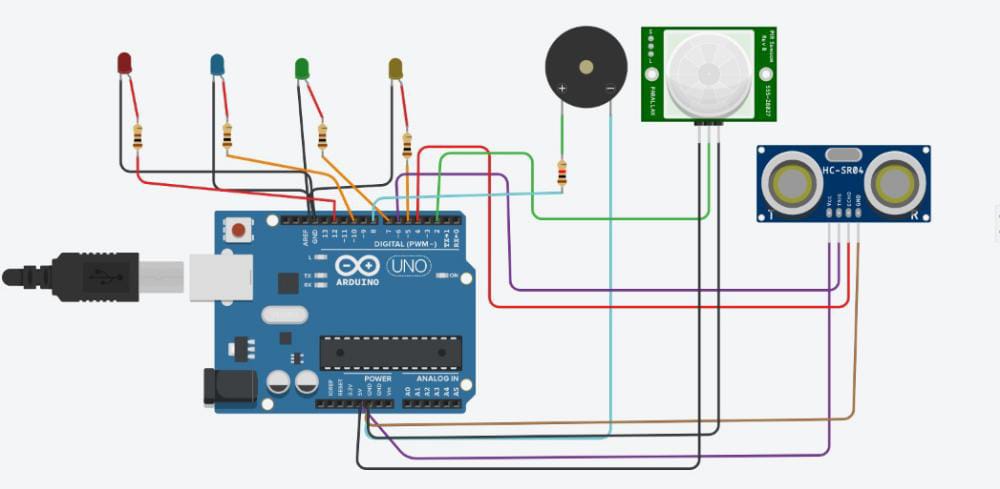 +
−
PIR Sensor
Rev B
PARALLAX
555-28027
HC-SR04
Vcc
TRIG
ECHO
GND
T
R
AREF
GND
13
12
~11
~10
~9
8
7
~6
~5
4
~3
2
TX→1
RX←0
DIGITAL (PWM~)
L
TX
RX
UNO
ON
ARDUINO
POWER
ANALOG IN
IOREF
RESET
3.3V
5V
GND
GND
Vin
A0
A1
A2
A3
A4
A5